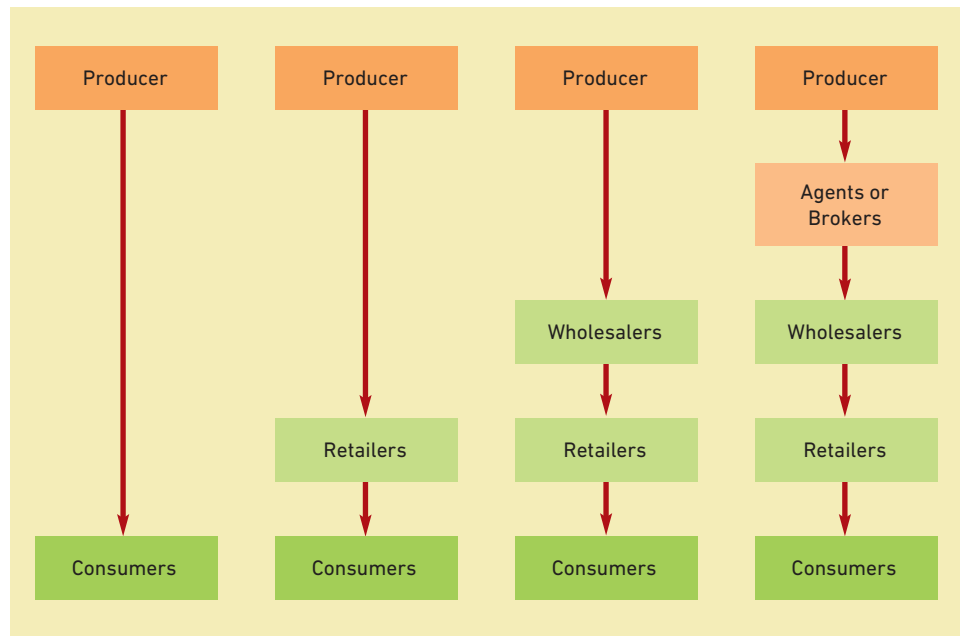 Producer
Producer
Producer
Producer
Agents or
Brokers
Wholesalers
Wholesalers
Retailers
Retailers
Retailers
Consumers
Consumers
Consumers
Consumers